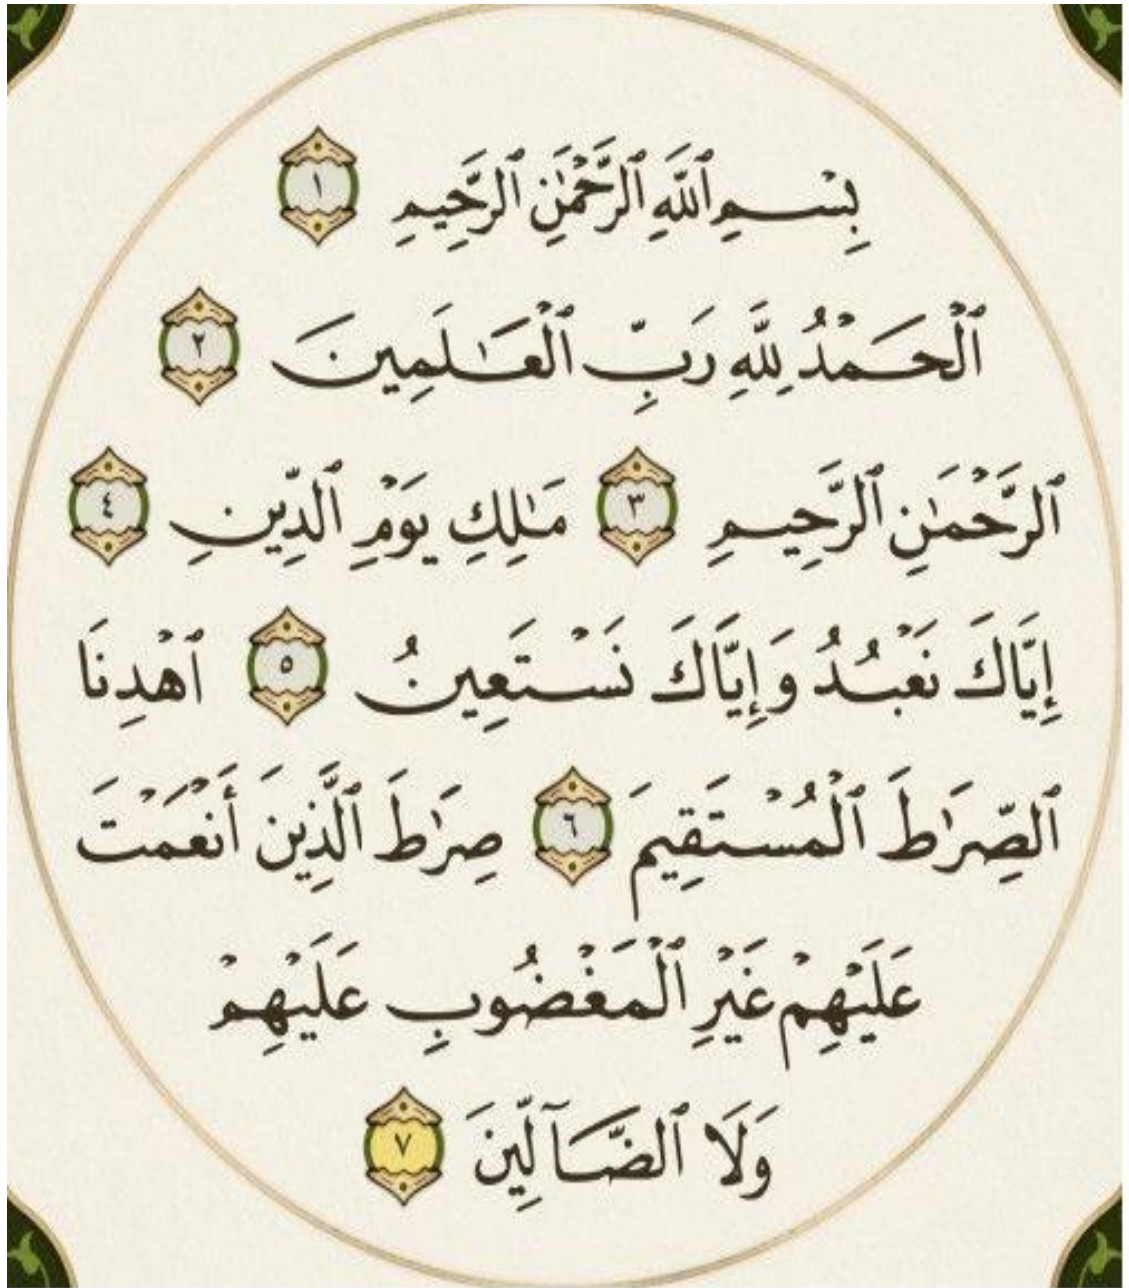 بِسْمِ ٱللَّهِ ٱلرَّحْمَٰنِ ٱلرَّحِيمِ ١
ٱلْحَمْدُ لِلَّهِ رَبِّ ٱلْعَٰلَمِينَ ٢
ٱلرَّحْمَٰنِ ٱلرَّحِيمِ ٣ مَٰلِكِ يَوْمِ ٱلدِّينِ ٤
إِيَّاكَ نَعْبُدُ وَإِيَّاكَ نَسْتَعِينُ ٥ ٱهْدِنَا
ٱلصِّرَٰطَ ٱلْمُسْتَقِيمَ ٦ صِرَٰطَ ٱلَّذِينَ أَنْعَمْتَ
عَلَيْهِمْ غَيْرِ ٱلْمَغْضُوبِ عَلَيْهِمْ
وَلَا ٱلضَّآلِّينَ ٧